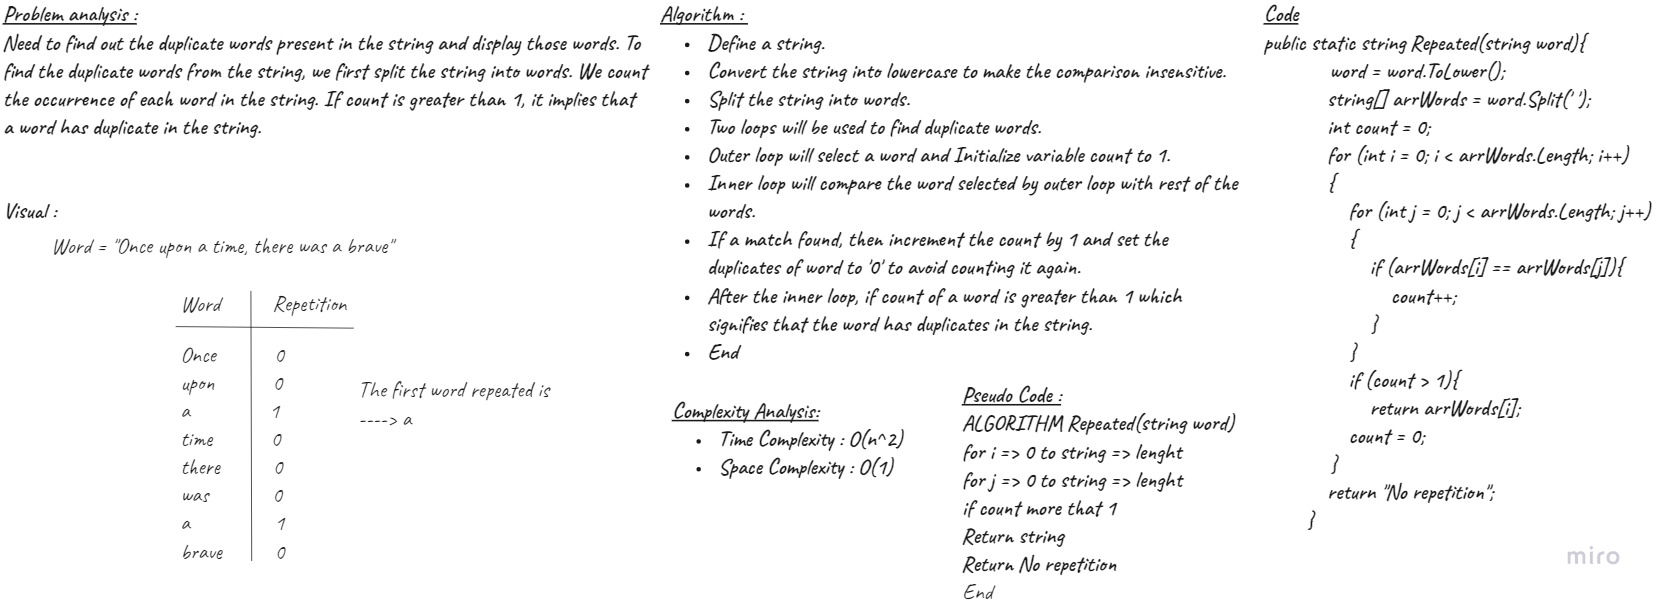 Problem analysis :
Need to find out the duplicate words present in the string and display those words. To
find the duplicate words from the string, we first split the string into words. We count
the occurrence of each word in the string. If count is greater than 1, it implies that
a word has duplicate in the string.
Visual :
Word = "Once upon a time, there was a brave"
Word Repetition
Once 0
upon 0
a 1
time 0
there 0
was 0
a 1
brave 0
The first word repeated is
----> a
Algorithm :
• Define a string.
• Convert the string into lowercase to make the comparison insensitive.
• Split the string into words.
• Two loops will be used to find duplicate words.
• Outer loop will select a word and Initialize variable count to 1.
• Inner loop will compare the word selected by outer loop with rest of the
words.
• If a match found, then increment the count by 1 and set the
duplicates of word to '0' to avoid counting it again.
• After the inner loop, if count of a word is greater than 1 which
signifies that the word has duplicates in the string.
• End
Complexity Analysis:
• Time Complexity : O(n^2)
• Space Complexity : O(1)
Pseudo Code :
ALGORITHM Repeated(string word)
for i => 0 to string => lenght
for j => 0 to string => lenght
if count more that 1
Return string
Return No repetition
End
Code
public static string Repeated(string word){
word = word.ToLower();
string[] arrWords = word.Split(' ');
int count = 0;
for (int i = 0; i < arrWords.Length; i++)
{
for (int j = 0; j < arrWords.Length; j++)
{
if (arrWords[i] == arrWords[j]){
count++;
}
}
if (count > 1){
return arrWords[i];
count = 0;
}
return "No repetition";
}
miro